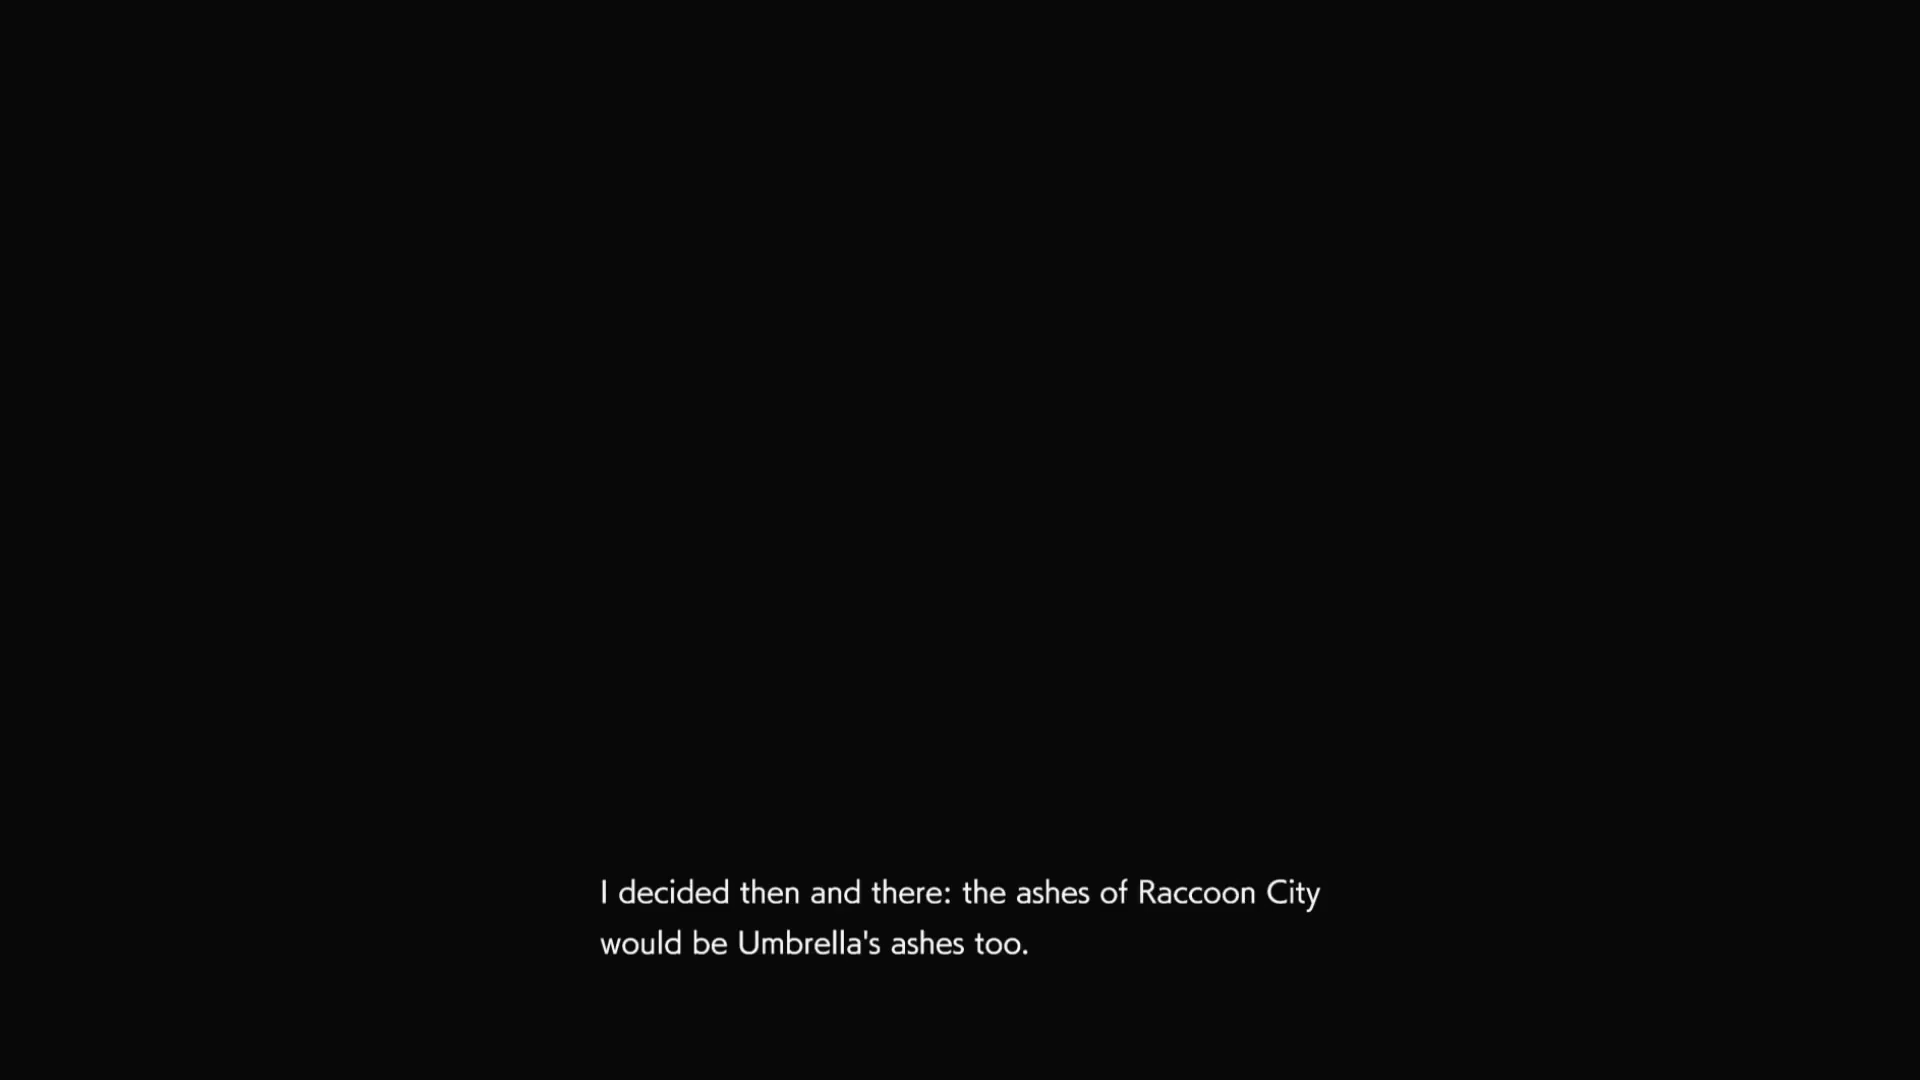 I decided then and there: the ashes of Raccoon City
would be Umbrella's ashes too.